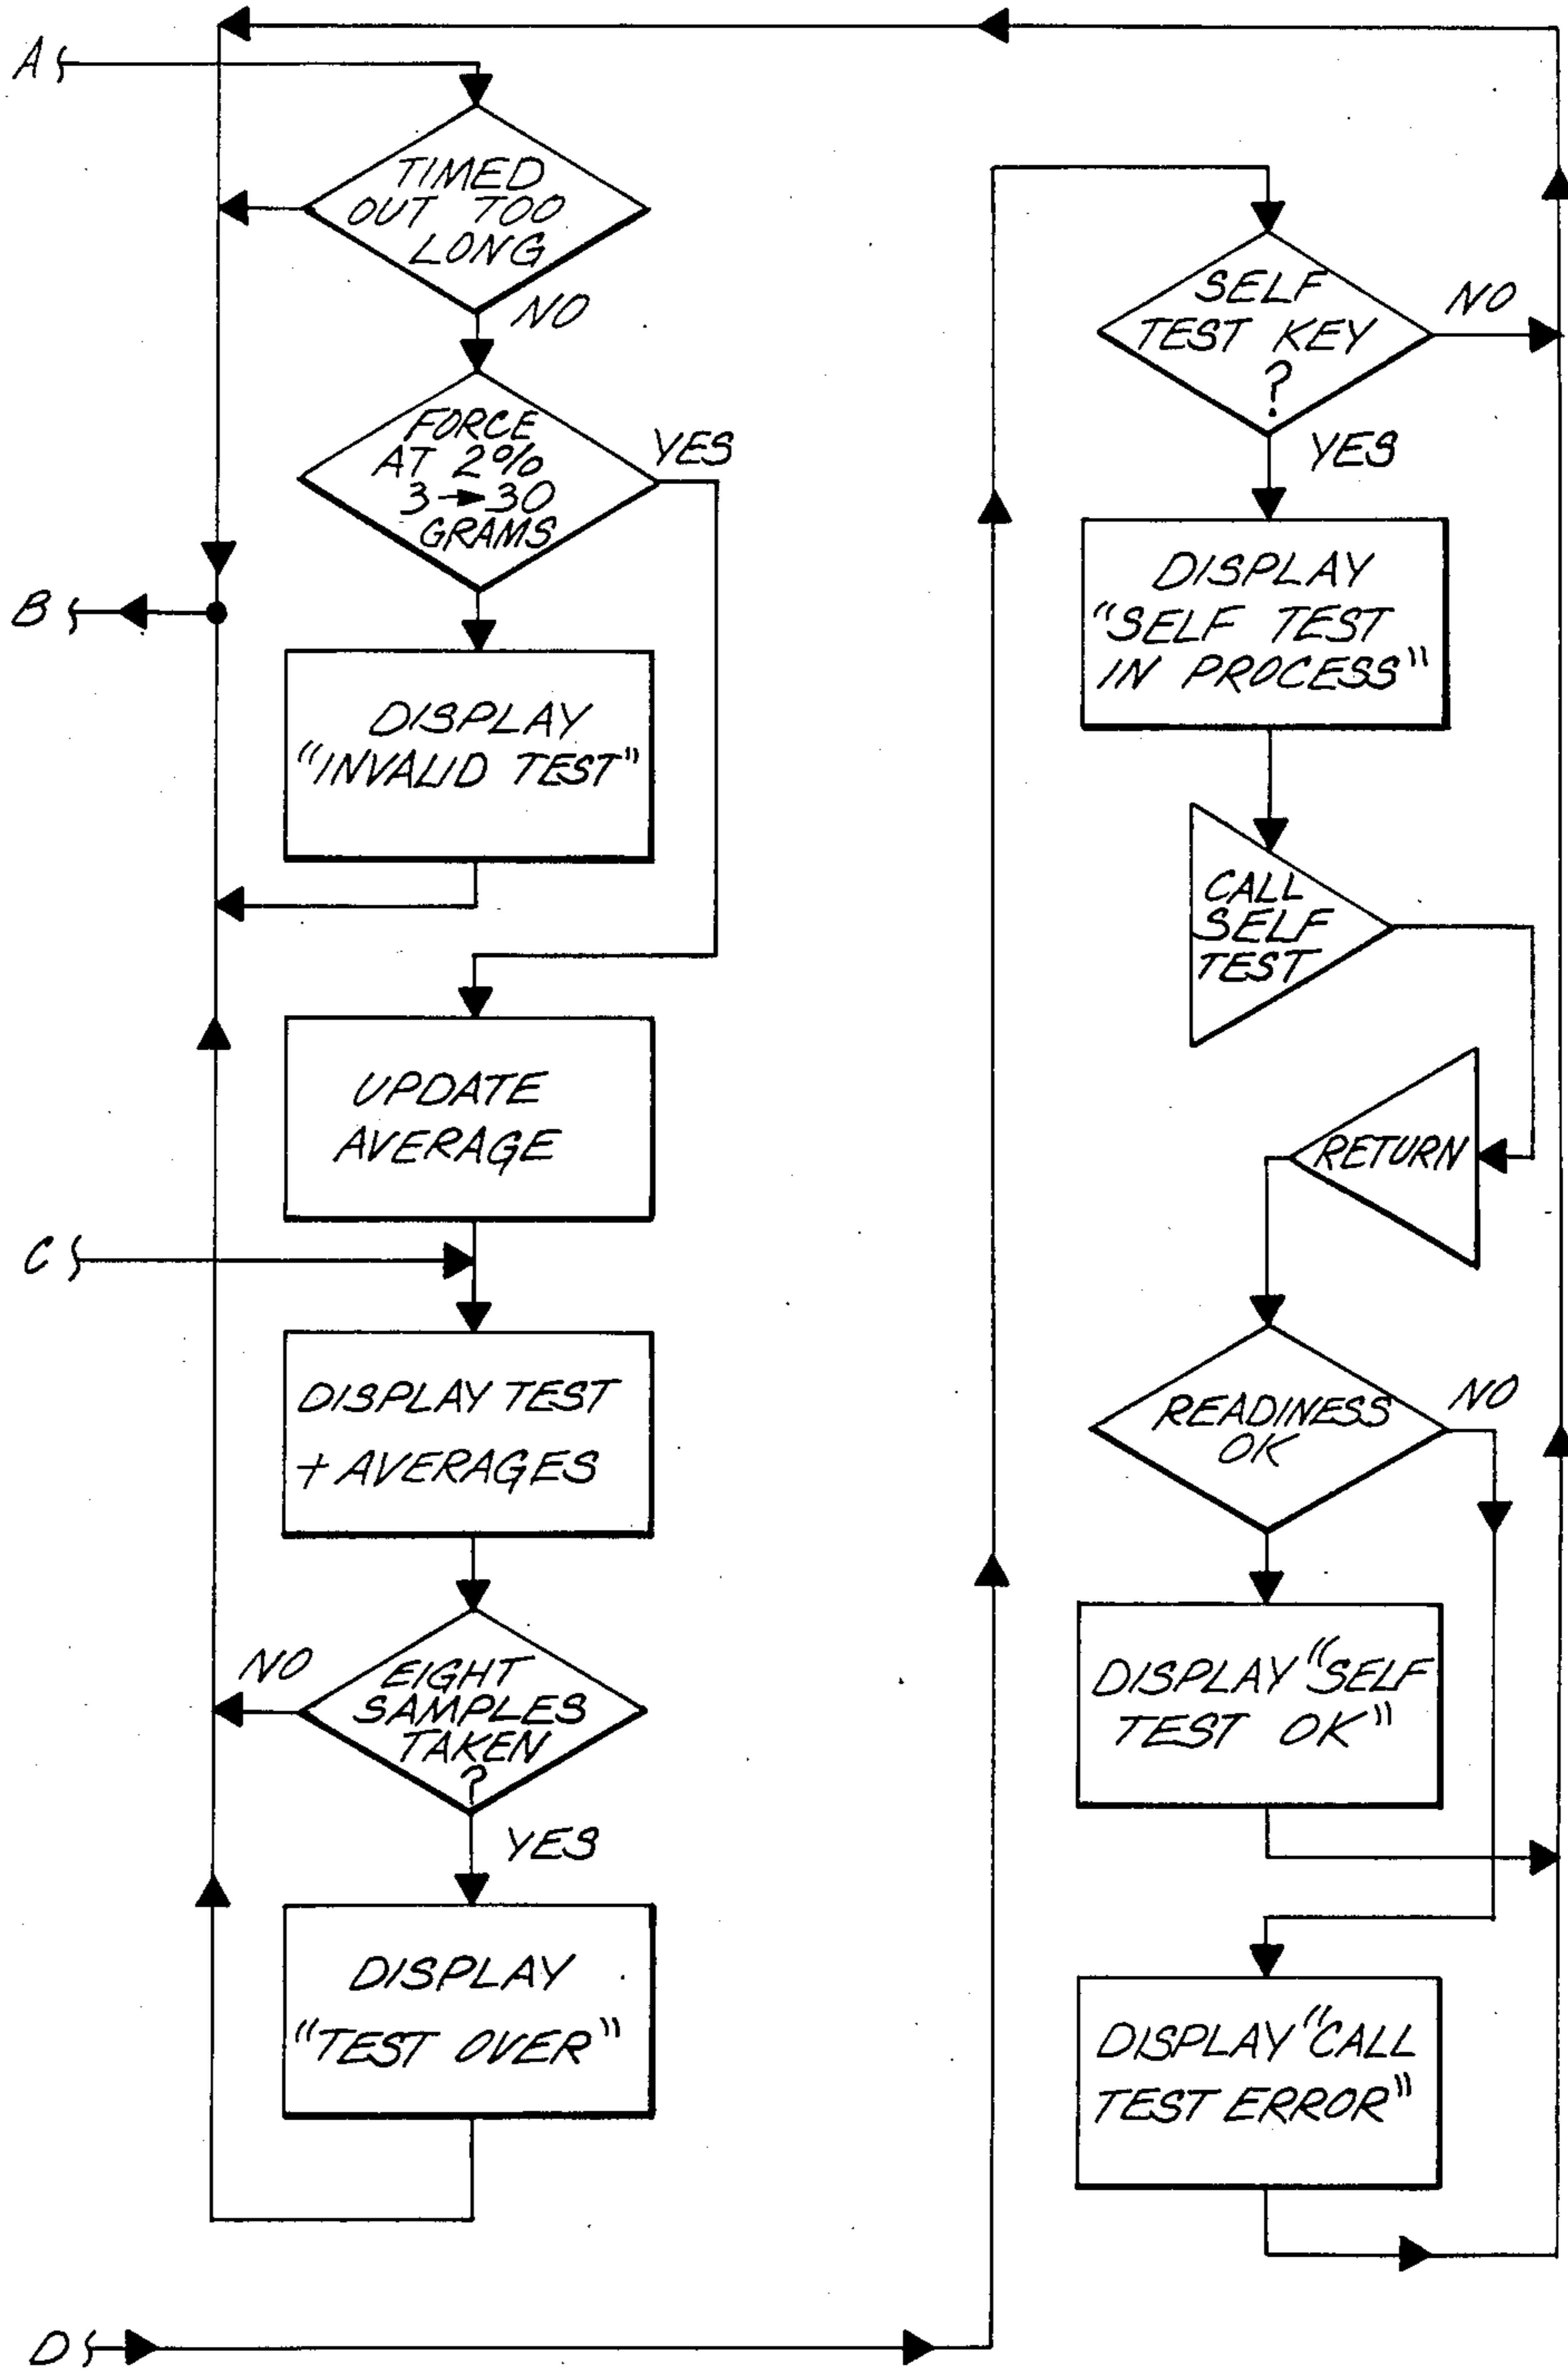 A
TIMED
OUT TOO
LONG
NO
FORCE
AT 2%
3→30
GRAMS
YES
B
DISPLAY
"INVALID TEST"
UPDATE
AVERAGE
C
DISPLAY TEST
+ AVERAGES
NO
EIGHT
SAMPLES
TAKEN
?
YES
DISPLAY
"TEST OVER"
D
SELF
TEST KEY
?
NO
YES
DISPLAY
"SELF TEST
IN PROCESS"
CALL
SELF
TEST
RETURN
READINESS
OK
NO
DISPLAY "SELF
TEST OK"
DISPLAY "CALL
TEST ERROR"